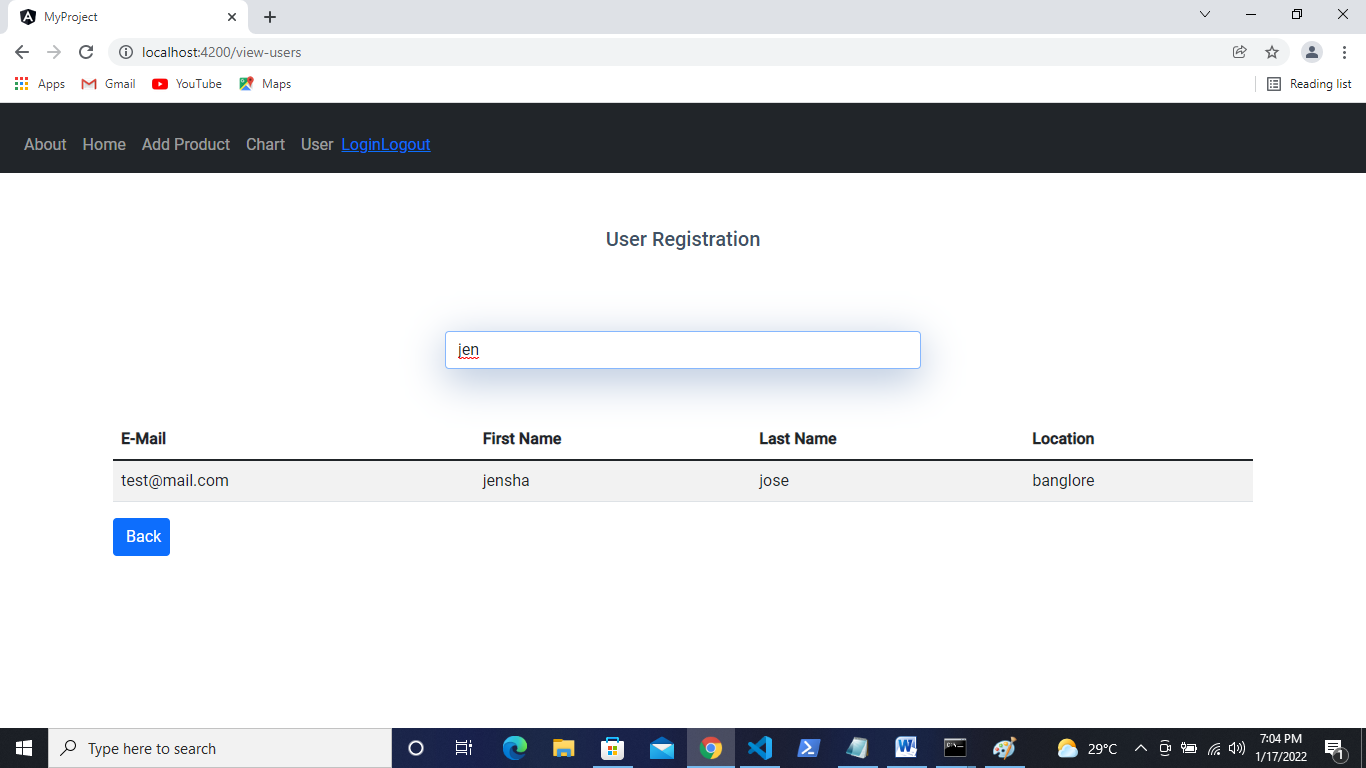 MyProject
localhost:4200/view-users
Apps Gmail YouTube Maps Reading list
About Home Add Product Chart User LoginLogout
User Registration
jen
E-Mail First Name Last Name Location
test@mail.com jensha jose banglore
Back
Type here to search 29°C 7:04 PM
1/17/2022 1